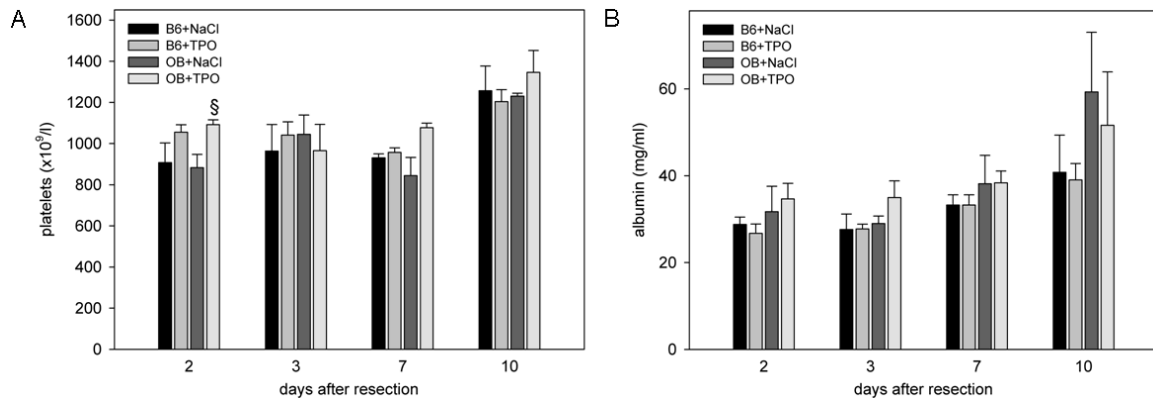 A
platelets (x10⁹/l)
1600
1400
1200
1000
800
600
400
200
0
B6+NaCl
B6+TPO
OB+NaCl
OB+TPO
§
2 3 7 10
days after resection
B
albumin (mg/ml)
60
40
20
0
B6+NaCl
B6+TPO
OB+NaCl
OB+TPO
2 3 7 10
days after resection